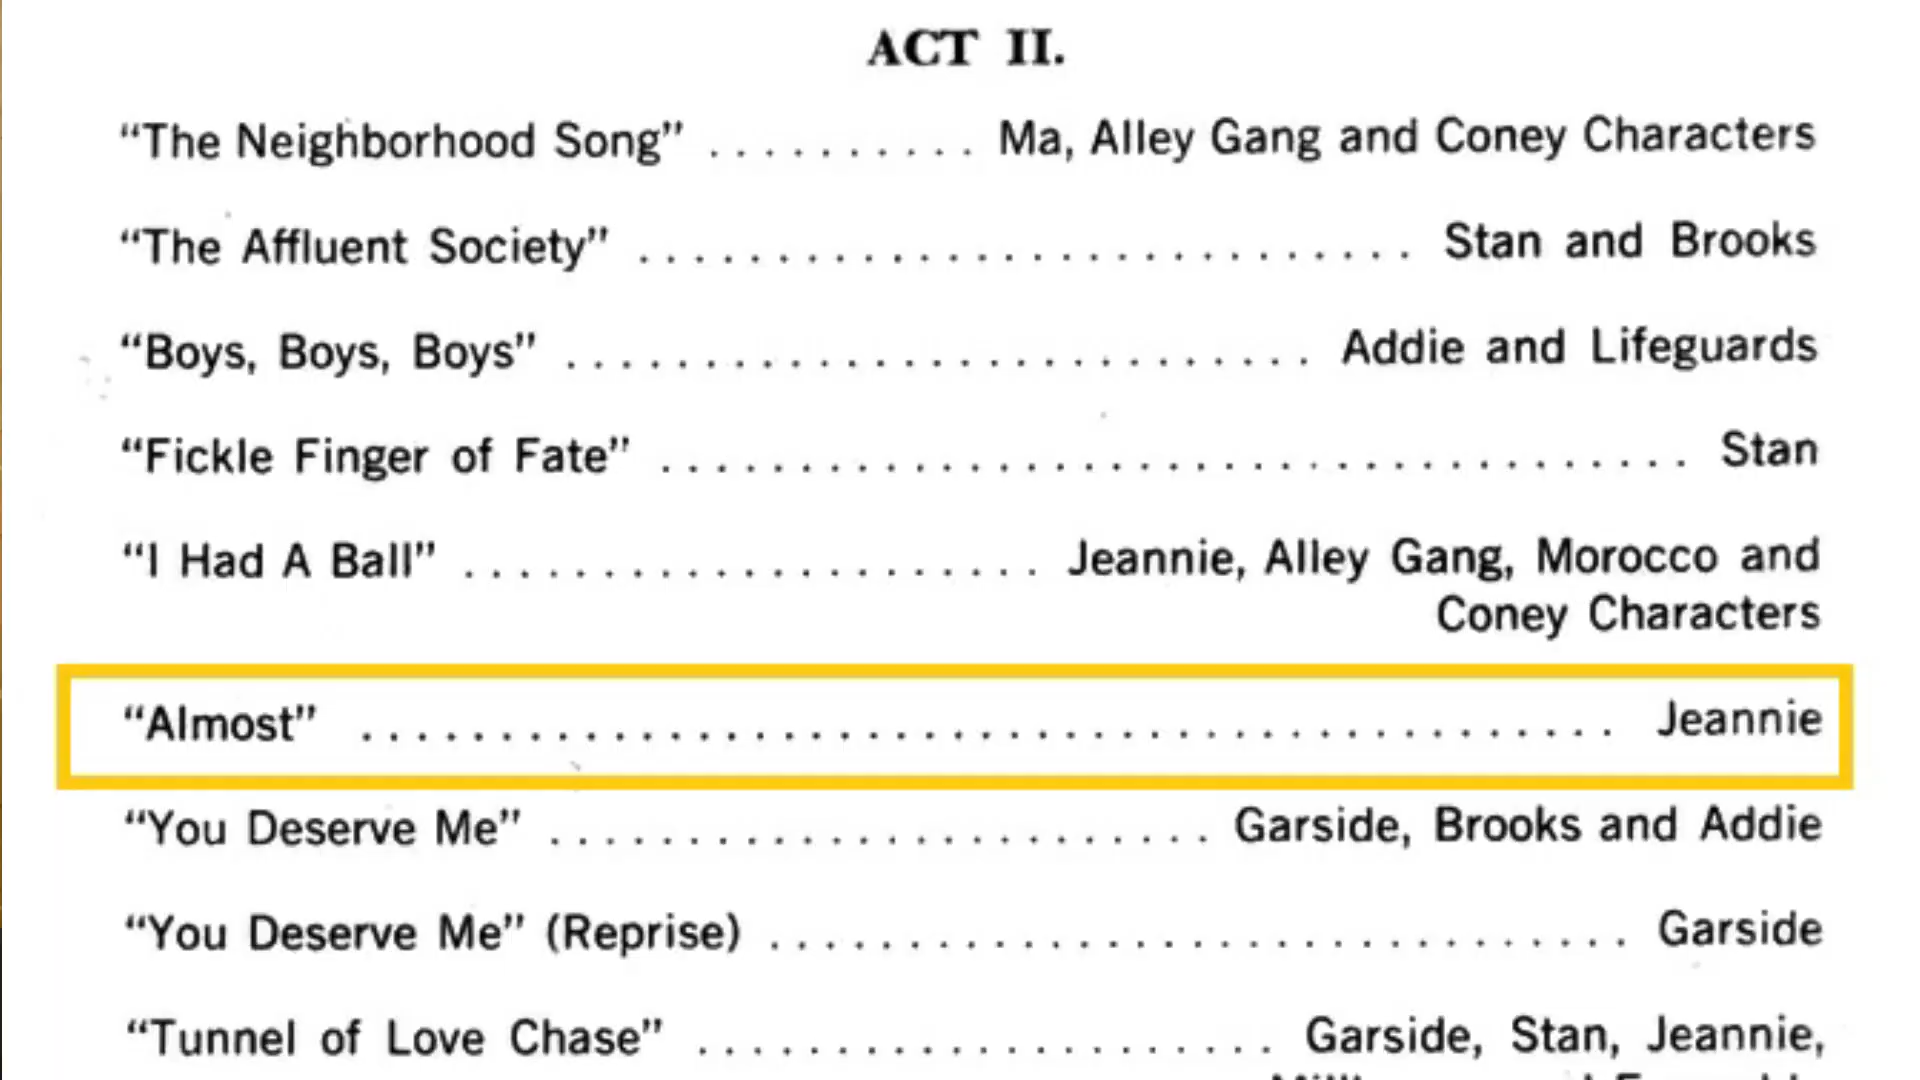 ACT II.
“The Neighborhood Song” .......... Ma, Alley Gang and Coney Characters
“The Affluent Society” ............................ Stan and Brooks
“Boys, Boys, Boys” ........................... Addie and Lifeguards
“Fickle Finger of Fate” ..................................... Stan
“I Had A Ball” ..................... Jeannie, Alley Gang, Morocco and
Coney Characters
“Almost” ............................................. Jeannie
“You Deserve Me” ........................ Garside, Brooks and Addie
“You Deserve Me” (Reprise) ............................... Garside
“Tunnel of Love Chase” ..................... Garside, Stan, Jeannie,